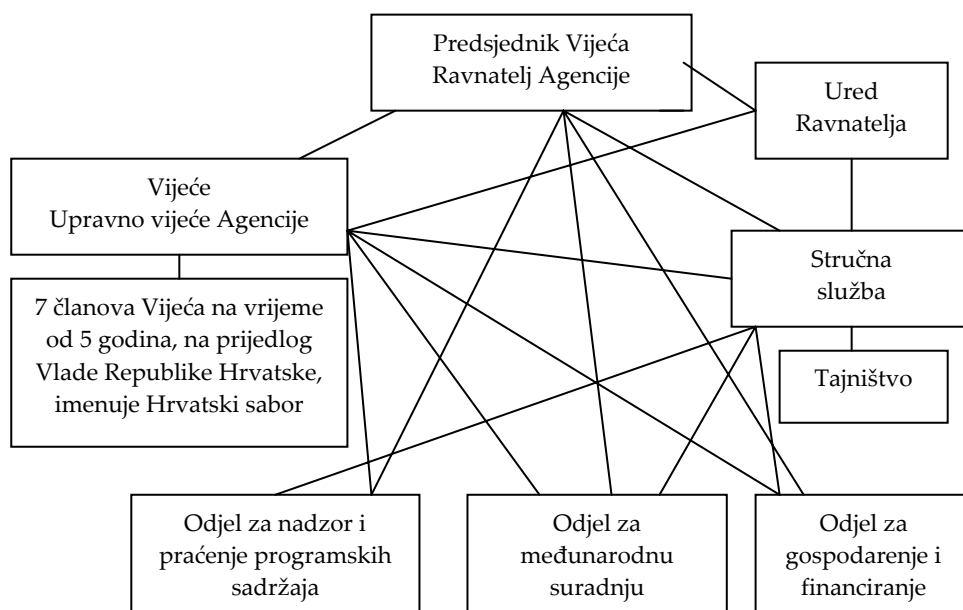 Predsjednik Vijeća
Ravnatelj Agencije
Ured
Ravnatelja
Vijeće
Upravno vijeće Agencije
Stručna
služba
7 članova Vijeća na vrijeme
od 5 godina, na prijedlog
Vlade Republike Hrvatske,
imenuje Hrvatski sabor
Tajništvo
Odjel za nadzor i
praćenje programskih
sadržaja
Odjel za
međunarodnu
suradnju
Odjel za
gospodarenje i
financiranje